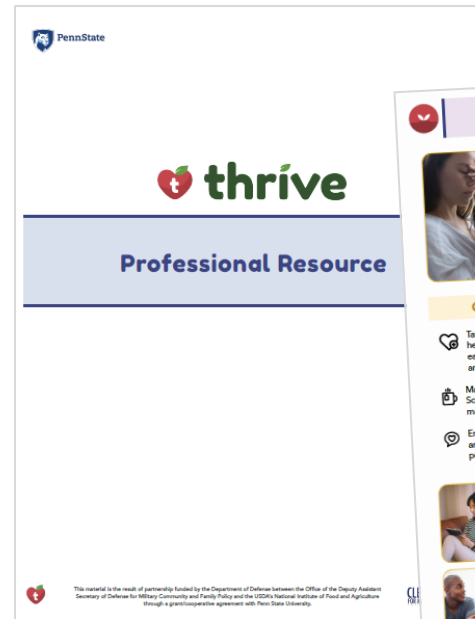 PennState
t thrive
Professional Resource
This material is the result of partnership funded by the Department of Defense between the Office of the Deputy Assistant
Secretary of Defense for Military Community and Family Policy and the USDA's National Institute of Food and Agriculture
through a grant/cooperative agreement with Penn State University.
t